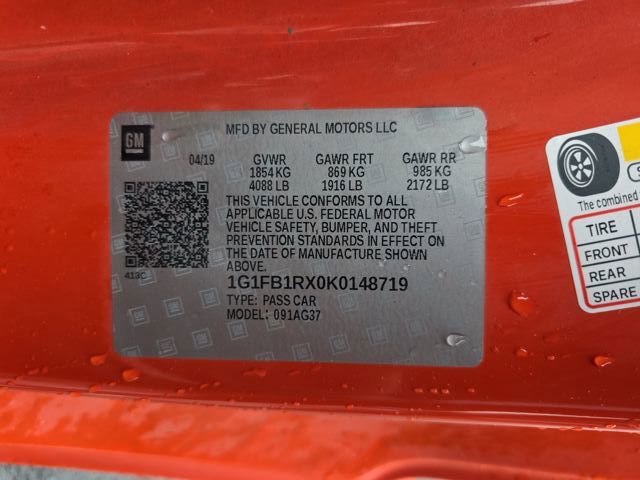 GM
MFD BY GENERAL MOTORS LLC
04/19 GVWR GAWR FRT GAWR RR
1854 KG 869 KG 985 KG
4088 LB 1916 LB 2172 LB
THIS VEHICLE CONFORMS TO ALL
APPLICABLE U.S. FEDERAL MOTOR
VEHICLE SAFETY, BUMPER, AND THEFT
PREVENTION STANDARDS IN EFFECT ON
THE DATE OF MANUFACTURE SHOWN
ABOVE.
413C
1G1FB1RX0K0148719
TYPE: PASS CAR
MODEL: 091AG37
The combined
TIRE
FRONT
REAR
SPARE